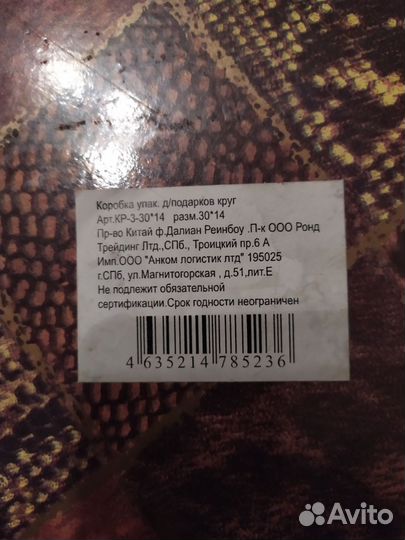 Коробка упак. д/подарков круг
Арт.КР-3-30*14 разм.30*14
Пр-во Китай ф.Далиан Реинбоу .П-к ООО Ронд
Трейдинг Лтд.,СПб., Троицкий пр.6 А
Имп.ООО "Анком логистик лтд" 195025
г.СПб, ул.Магнитогорская , д.51,лит.Е
Не подлежит обязательной
сертификации.Срок годности неограничен
4 635214 785236
Avito